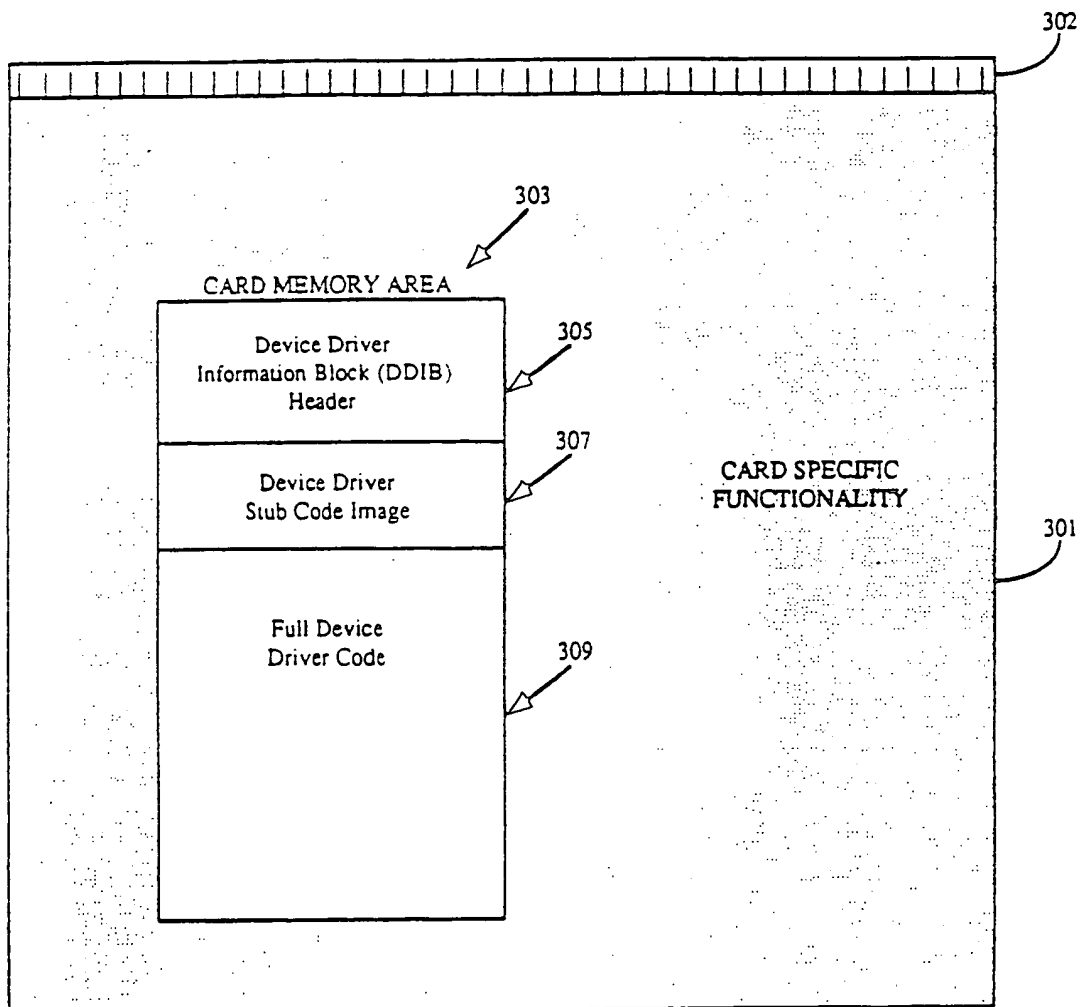 302
303
CARD MEMORY AREA
Device Driver
Information Block (DDIB)
Header
305
Device Driver
Stub Code Image
307
CARD SPECIFIC
FUNCTIONALITY
301
Full Device
Driver Code
309